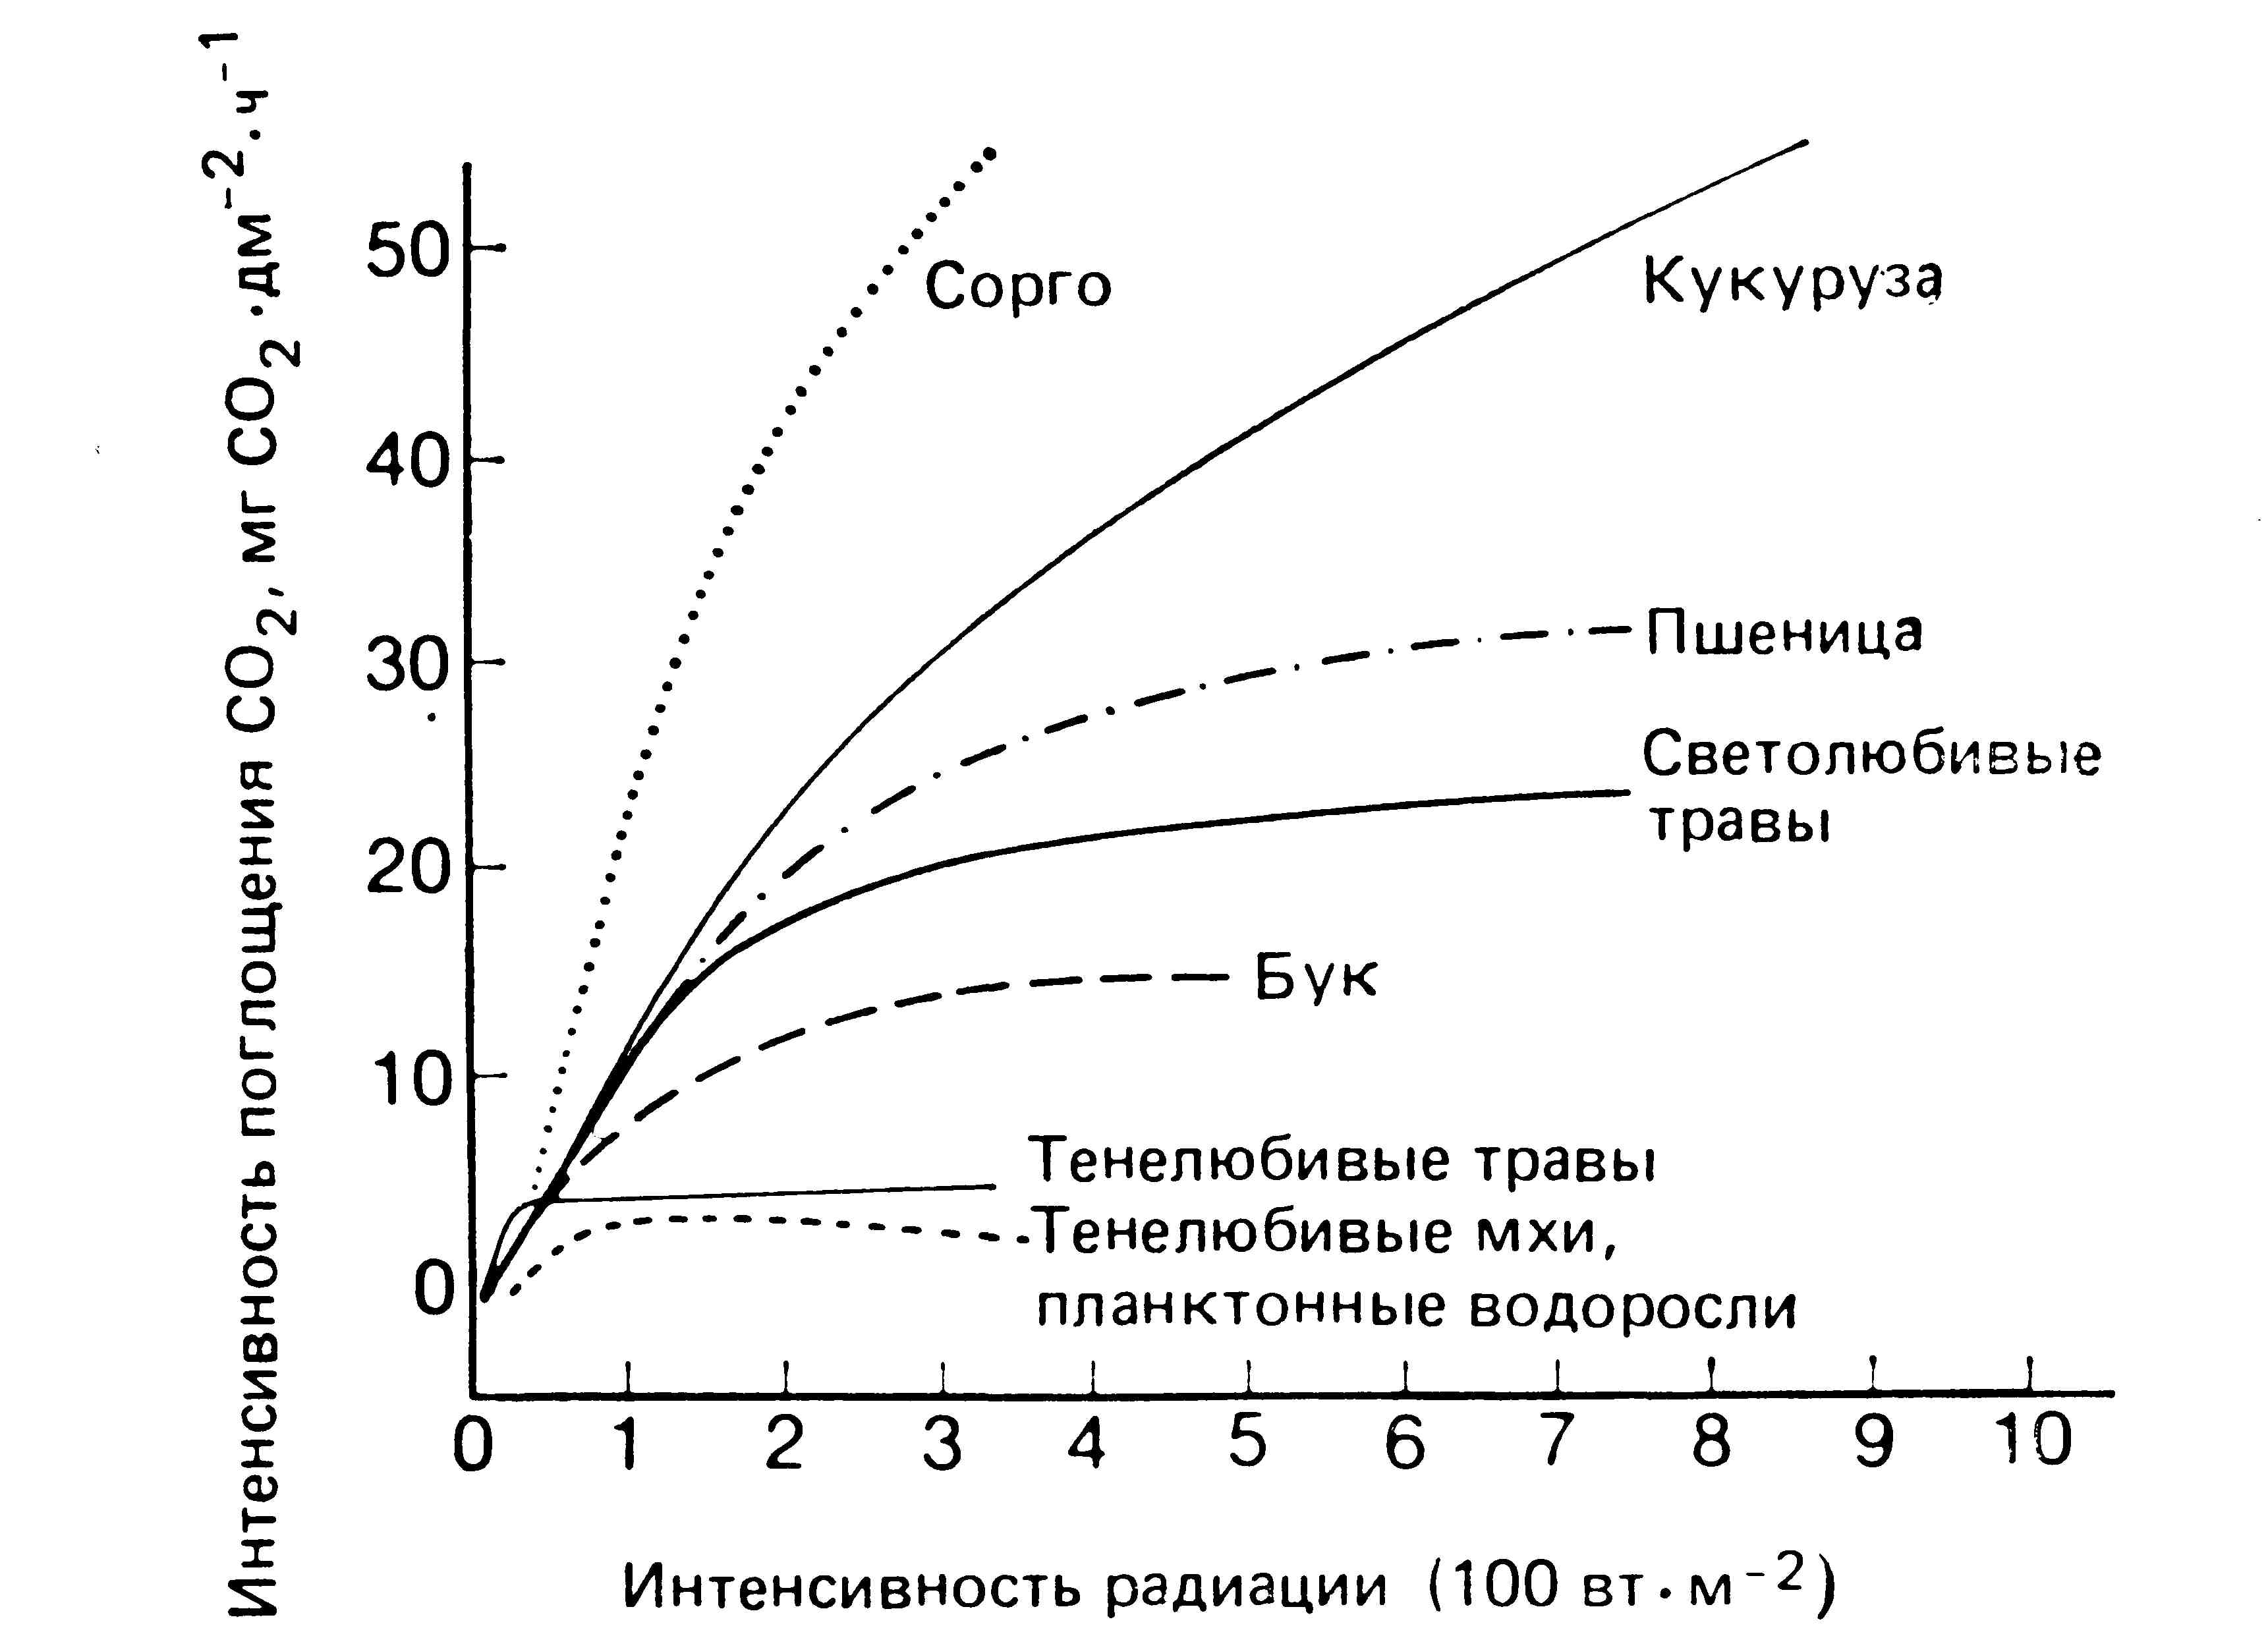 Интенсивность поглощения CO₂, мг CO₂·дм⁻²·ч⁻¹
50
40
30
20
10
0
Сорго
Кукуруза
Пшеница
Светолюбивые
травы
Бук
Тенелюбивые травы
Тенелюбивые мхи,
планктонные водоросли
0 1 2 3 4 5 6 7 8 9 10
Интенсивность радиации (100 вт·м⁻²)